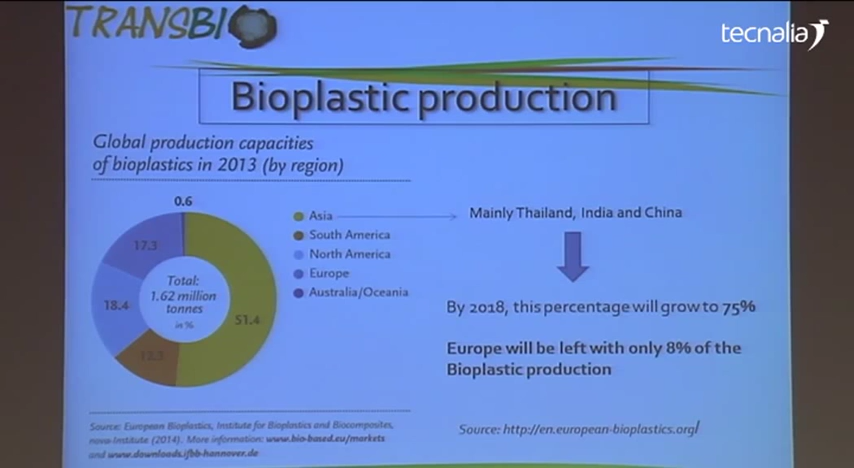 TRANSBIO
tecnalia
Bioplastic production
Global production capacities
of bioplastics in 2013 (by region)
0.6
17.3
18.4
12.3
51.4
Total:
1.62 million
tonnes
in %
Asia
South America
North America
Europe
Australia/Oceania
Mainly Thailand, India and China
By 2018, this percentage will grow to 75%
Europe will be left with only 8% of the
Bioplastic production
Source: European Bioplastics, Institute for Bioplastics and Biocomposites,
nova-Institute (2014). More information: www.bio-based.eu/markets
and www.downloads.ifbb-hannover.de
Source: http://en.european-bioplastics.org/